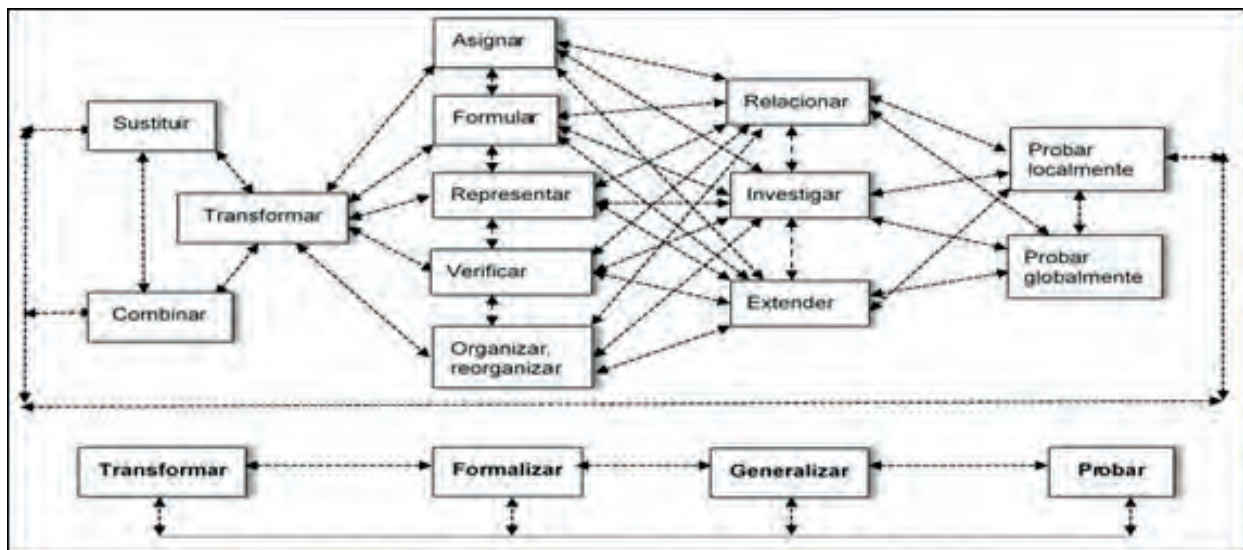 Asignar
Sustituir
Formular
Relacionar
Probar
localmente
Transformar
Representar
Investigar
Verificar
Probar
globalmente
Combinar
Extender
Organizar,
reorganizar
Transformar
Formalizar
Generalizar
Probar